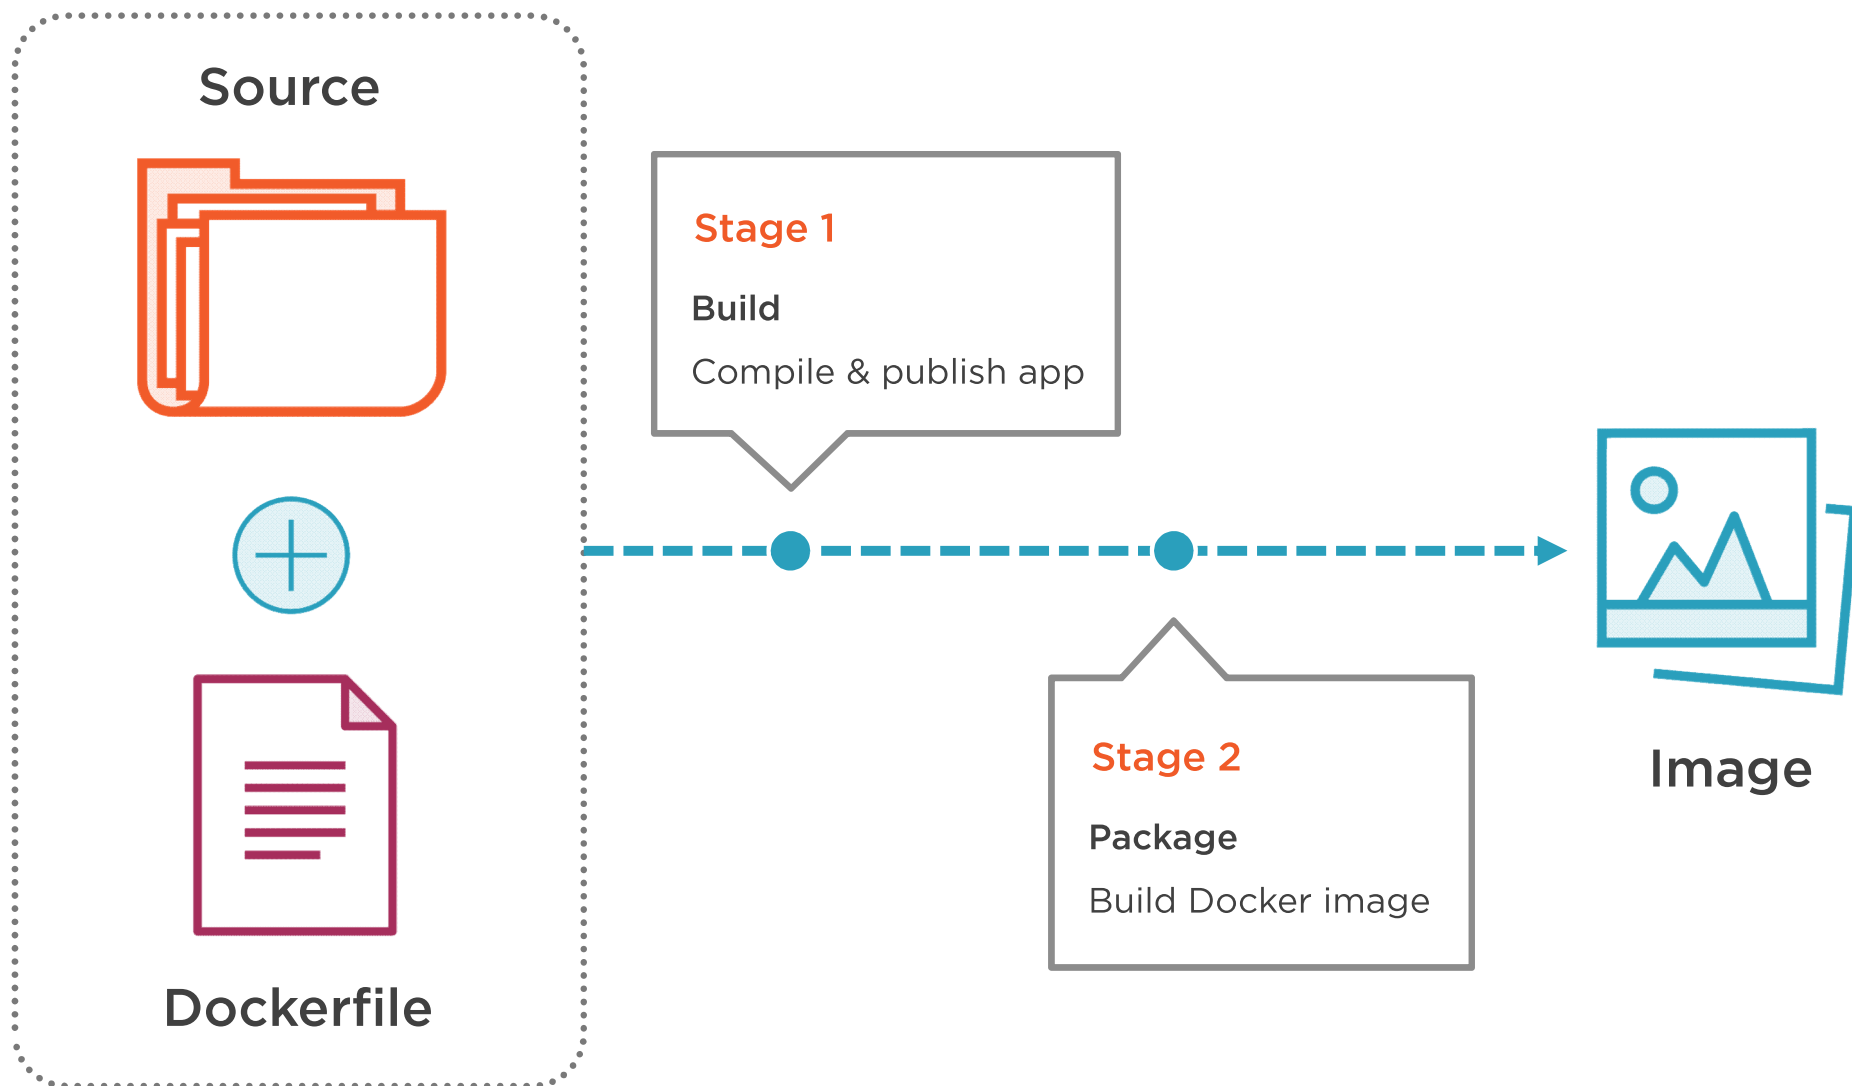 Source
Dockerfile
Stage 1
Build
Compile & publish app
Stage 2
Package
Build Docker image
Image